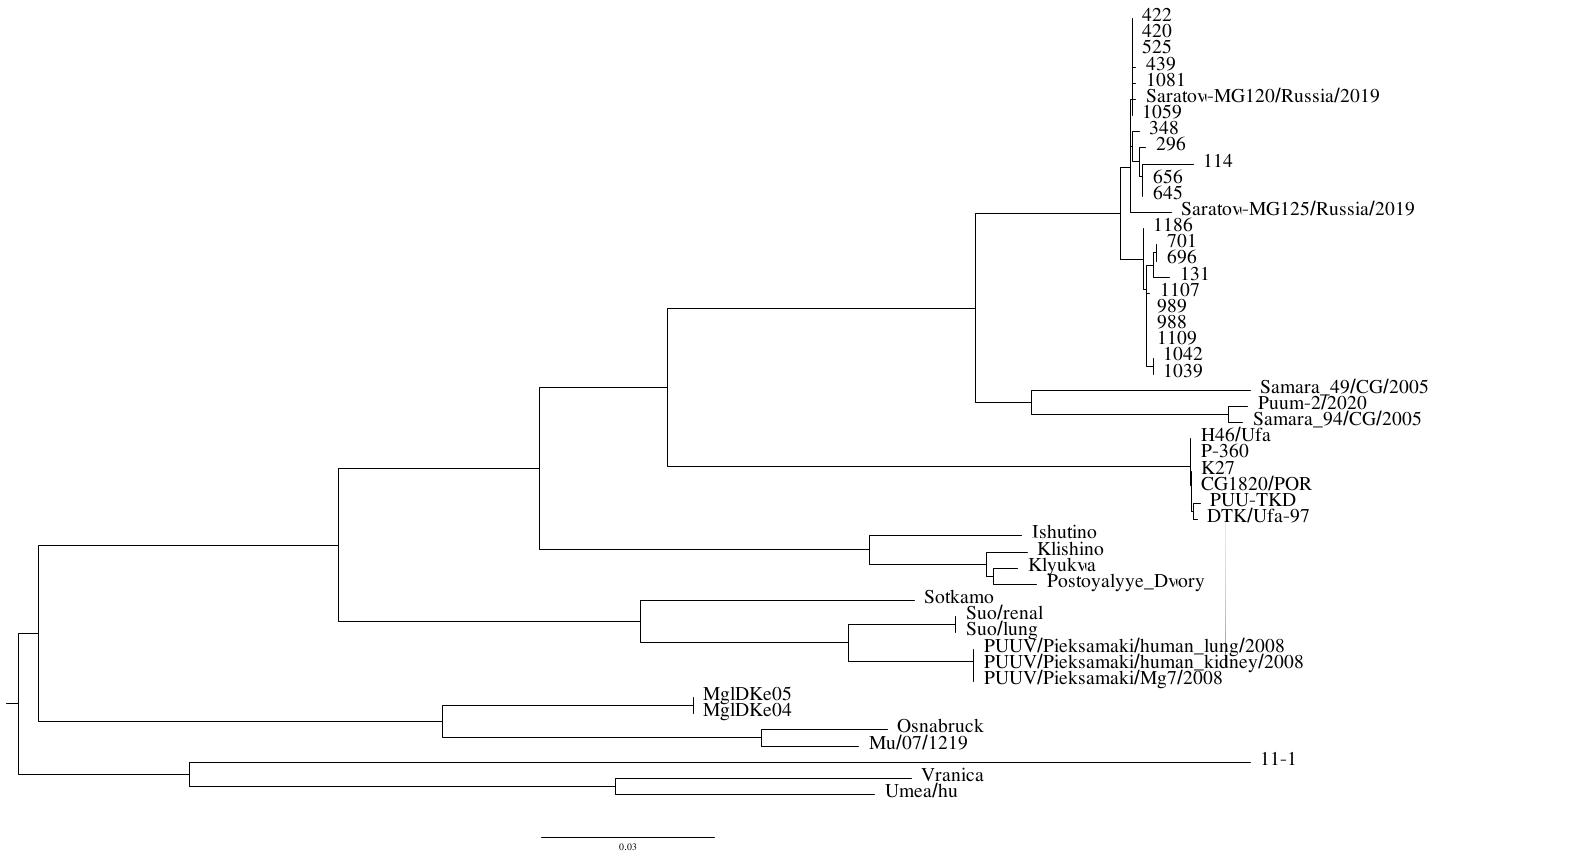 422
420
525
439
1081
Saratov-MG120/Russia/2019
1059
348
296
114
656
645
Saratov-MG125/Russia/2019
1186
701
696
131
1107
989
988
1109
1042
1039
Samara_49/CG/2005
Puum-2/2020
Samara_94/CG/2005
H46/Ufa
P-360
K27
CG1820/POR
PUU-TKD
DTK/Ufa-97
Ishutino
Klishino
Klyukva
Postoyalyye_Dvory
Sotkamo
Suo/renal
Suo/lung
PUUV/Pieksamaki/human_lung/2008
PUUV/Pieksamaki/human_kidney/2008
PUUV/Pieksamaki/Mg7/2008
MglDKe05
MglDKe04
Osnabruck
Mu/07/1219
11-1
Vranica
Umea/hu
0.03